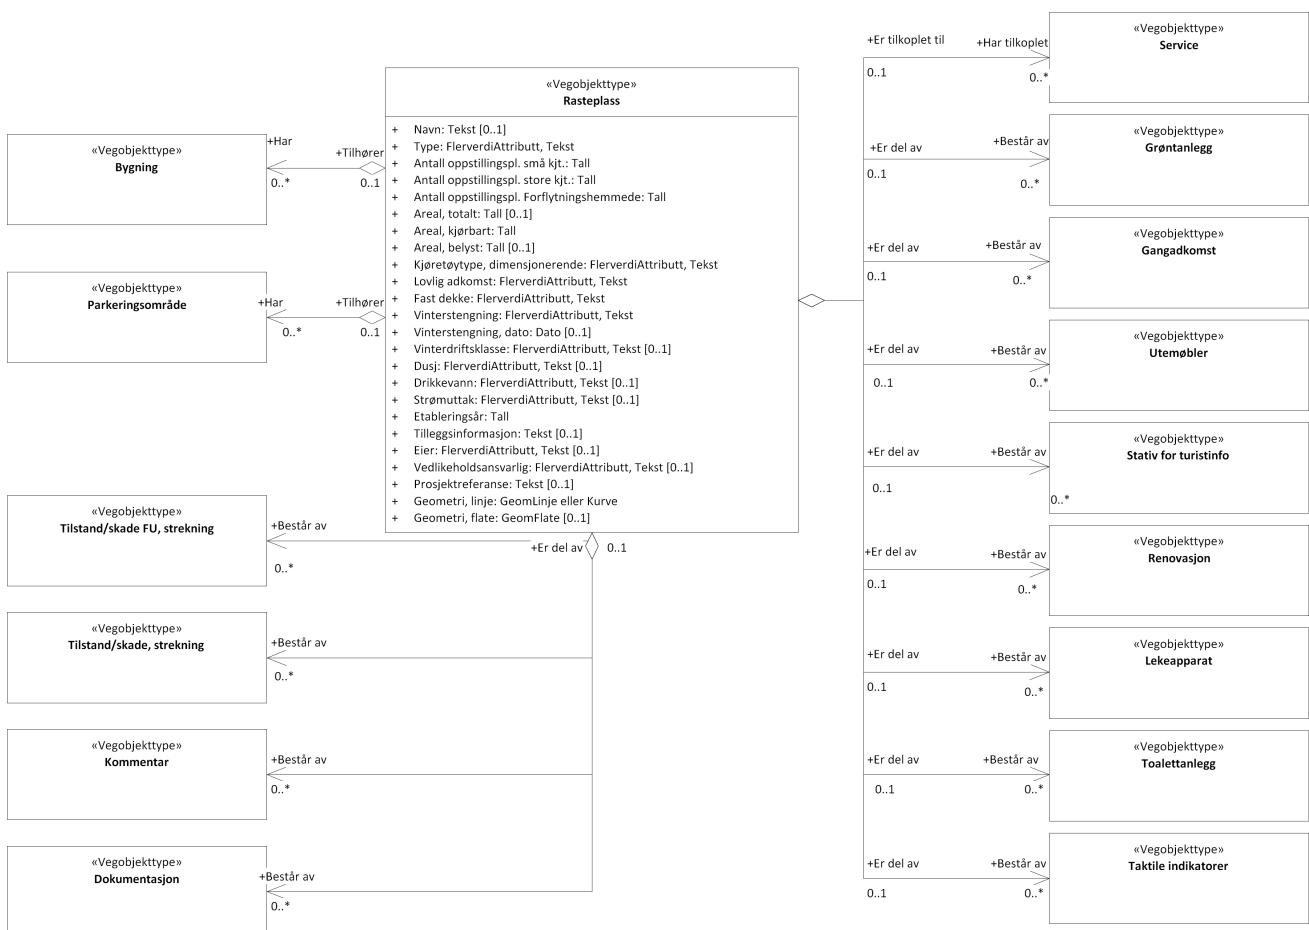 «Vegobjekttype»
Rasteplass
+ Navn: Tekst [0..1]
+ Type: FlerverdiAttributt, Tekst
+ Antall oppstillingspl. små kjt.: Tall
+ Antall oppstillingspl. store kjt.: Tall
+ Antall oppstillingspl. Forflytningshemmede: Tall
+ Areal, totalt: Tall [0..1]
+ Areal, kjørbart: Tall
+ Areal, belyst: Tall [0..1]
+ Kjøretøytype, dimensjonerende: FlerverdiAttributt, Tekst
+ Lovlig adkomst: FlerverdiAttributt, Tekst
+ Fast dekke: FlerverdiAttributt, Tekst
+ Vinterstengning: FlerverdiAttributt, Tekst
+ Vinterstengning, dato: Dato [0..1]
+ Vinterdriftsklasse: FlerverdiAttributt, Tekst [0..1]
+ Dusj: FlerverdiAttributt, Tekst [0..1]
+ Drikkevann: FlerverdiAttributt, Tekst [0..1]
+ Strømuttak: FlerverdiAttributt, Tekst [0..1]
+ Etableringsår: Tall
+ Tilleggsinformasjon: Tekst [0..1]
+ Eier: FlerverdiAttributt, Tekst [0..1]
+ Vedlikeholdsansvarlig: FlerverdiAttributt, Tekst [0..1]
+ Prosjektreferanse: Tekst [0..1]
+ Geometri, linje: GeomLinje eller Kurve
+ Geometri, flate: GeomFlate [0..1]
«Vegobjekttype»
Bygning
+Har
0..*
+Tilhører
0..1
«Vegobjekttype»
Parkeringsområde
+Har
0..*
+Tilhører
0..1
«Vegobjekttype»
Tilstand/skade FU, strekning
+Består av
0..*
+Er del av
0..1
«Vegobjekttype»
Tilstand/skade, strekning
+Består av
0..*
«Vegobjekttype»
Kommentar
+Består av
0..*
«Vegobjekttype»
Dokumentasjon
+Består av
0..*
+Er tilkoplet til
0..1
+Har tilkoplet
0..*
«Vegobjekttype»
Service
+Er del av
0..1
+Består av
0..*
«Vegobjekttype»
Grøntanlegg
+Er del av
0..1
+Består av
0..*
«Vegobjekttype»
Gangadkomst
+Er del av
0..1
+Består av
0..*
«Vegobjekttype»
Utemøbler
+Er del av
0..1
+Består av
0..*
«Vegobjekttype»
Stativ for turistinfo
+Er del av
0..1
+Består av
0..*
«Vegobjekttype»
Renovasjon
+Er del av
0..1
+Består av
0..*
«Vegobjekttype»
Lekeapparat
+Er del av
0..1
+Består av
0..*
«Vegobjekttype»
Toalettanlegg
+Er del av
0..1
+Består av
0..*
«Vegobjekttype»
Taktile indikatorer